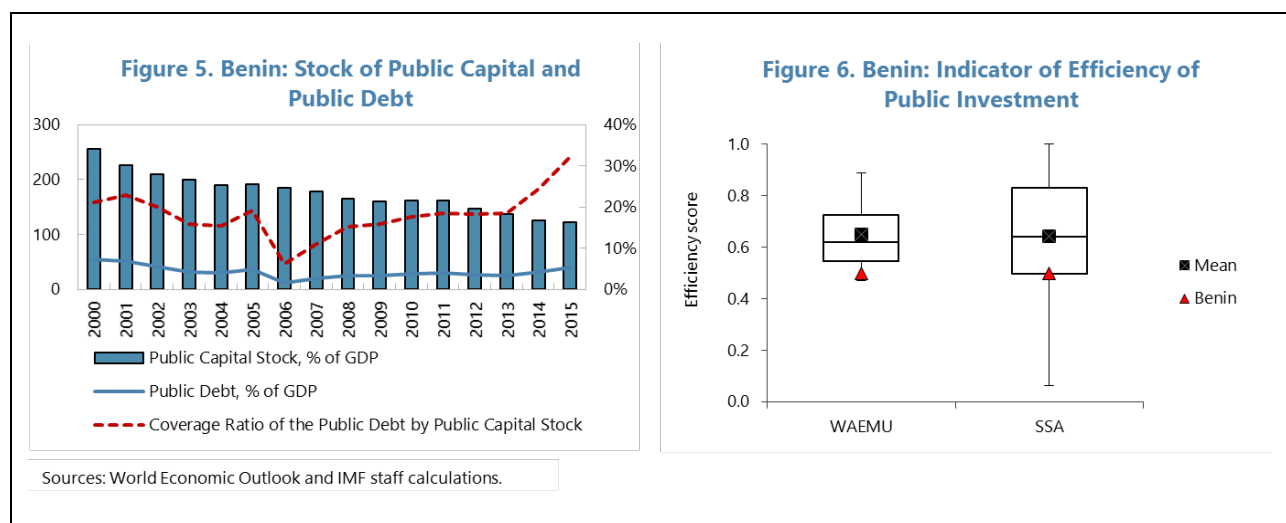 Figure 5. Benin: Stock of Public Capital and
Public Debt
300
200
100
0
40%
30%
20%
10%
0%
2000
2001
2002
2003
2004
2005
2006
2007
2008
2009
2010
2011
2012
2013
2014
2015
Public Capital Stock, % of GDP
Public Debt, % of GDP
Coverage Ratio of the Public Debt by Public Capital Stock
Figure 6. Benin: Indicator of Efficiency of
Public Investment
Efficiency score
1.0
0.8
0.6
0.4
0.2
0.0
WAEMU
SSA
Mean
Benin
Sources: World Economic Outlook and IMF staff calculations.